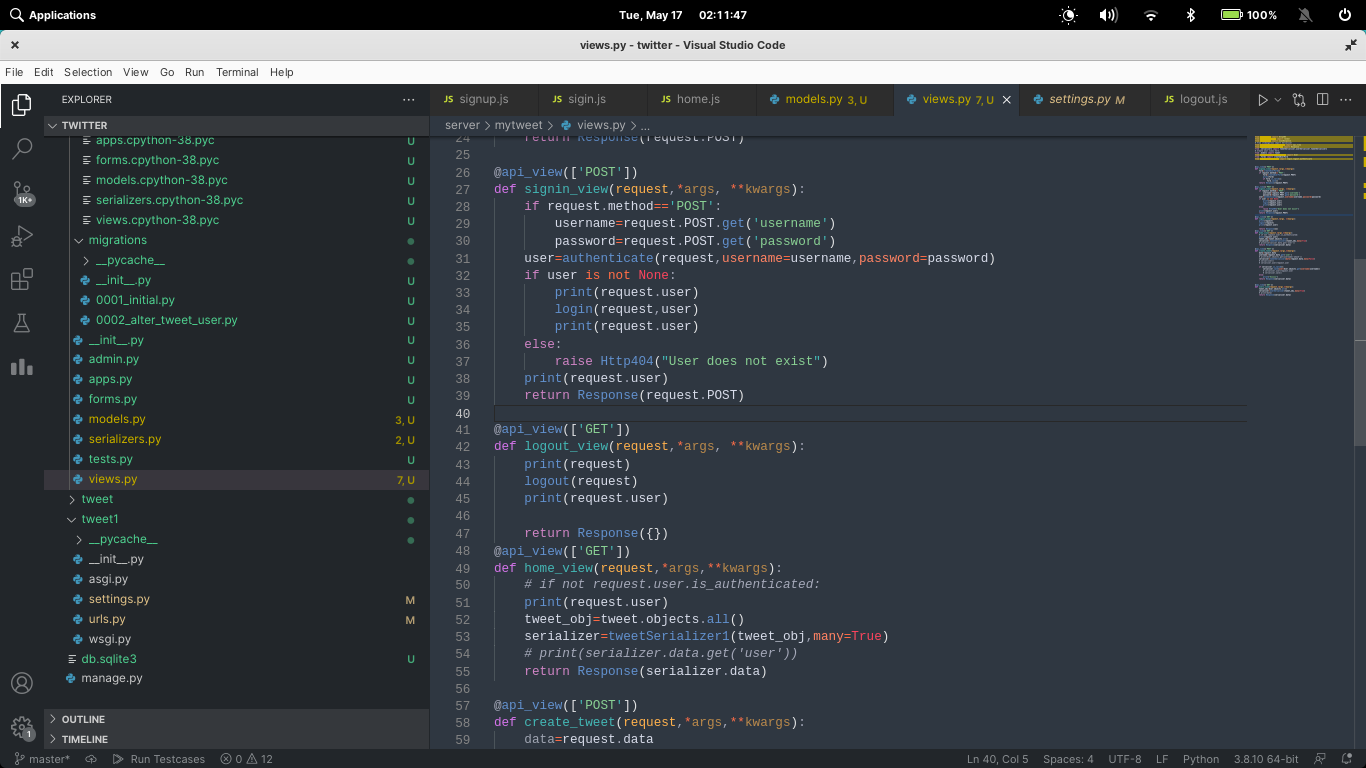 Applications
Tue, May 17 02:11:47
100%
views.py - twitter - Visual Studio Code
File Edit Selection View Go Run Terminal Help
EXPLORER
TWITTER
apps.cpython-38.pyc U
forms.cpython-38.pyc U
models.cpython-38.pyc U
serializers.cpython-38.pyc U
views.cpython-38.pyc U
migrations
__pycache__
__init__.py U
0001_initial.py U
0002_alter_tweet_user.py U
__init__.py U
admin.py U
apps.py U
forms.py U
models.py 3, U
serializers.py 2, U
tests.py U
views.py 7, U
tweet
tweet1
__pycache__
__init__.py
asgi.py
settings.py M
urls.py M
wsgi.py
db.sqlite3 U
manage.py
OUTLINE
TIMELINE
1K+
1
JS signup.js JS sigin.js JS home.js models.py 3, U views.py 7, U settings.py M JS logout.js
server > mytweet > views.py > ...
24 return Response(request.POST)
25
26 @api_view(['POST'])
27 def signin_view(request,*args, **kwargs):
28 if request.method=='POST':
29 username=request.POST.get('username')
30 password=request.POST.get('password')
31 user=authenticate(request,username=username,password=password)
32 if user is not None:
33 print(request.user)
34 login(request,user)
35 print(request.user)
36 else:
37 raise Http404("User does not exist")
38 print(request.user)
39 return Response(request.POST)
40
41 @api_view(['GET'])
42 def logout_view(request,*args, **kwargs):
43 print(request)
44 logout(request)
45 print(request.user)
46
47 return Response({})
48 @api_view(['GET'])
49 def home_view(request,*args,**kwargs):
50 # if not request.user.is_authenticated:
51 print(request.user)
52 tweet_obj=tweet.objects.all()
53 serializer=tweetSerializer1(tweet_obj,many=True)
54 # print(serializer.data.get('user'))
55 return Response(serializer.data)
56
57 @api_view(['POST'])
58 def create_tweet(request,*args,**kwargs):
59 data=request.data
master* Run Testcases 0 12 Ln 40, Col 5 Spaces: 4 UTF-8 LF Python 3.8.10 64-bit